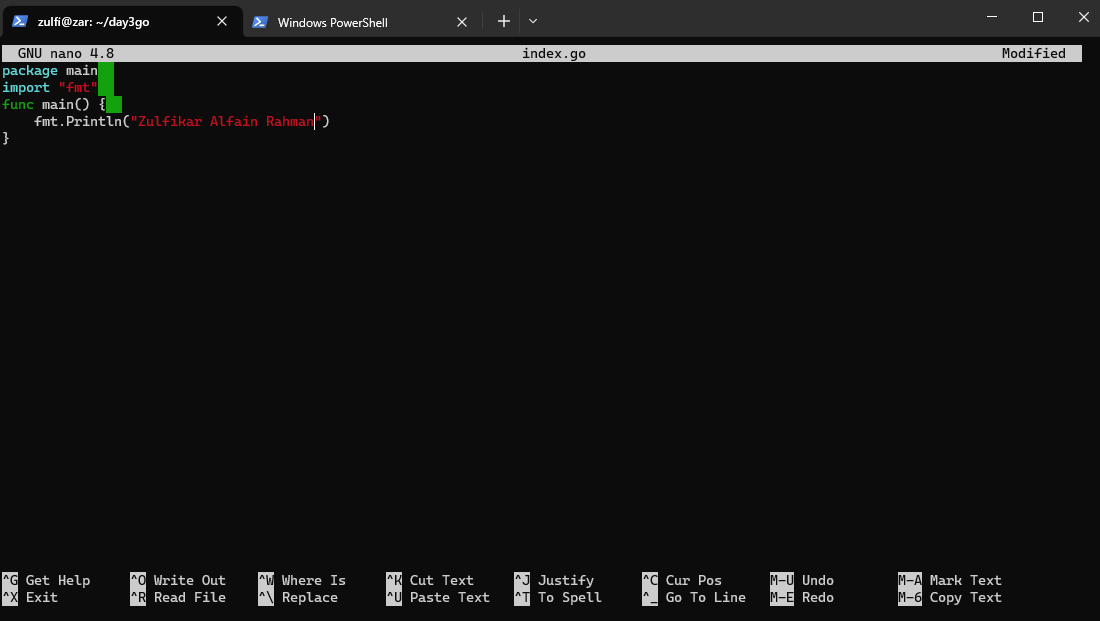 zulfi@zar: ~/day3go
Windows PowerShell
GNU nano 4.8 index.go Modified
package main
import "fmt"
func main() {
    fmt.Println("Zulfikar Alfain Rahman")
}
^G Get Help ^O Write Out ^W Where Is ^K Cut Text ^J Justify ^C Cur Pos M-U Undo M-A Mark Text
^X Exit ^R Read File ^\ Replace ^U Paste Text ^T To Spell ^_ Go To Line M-E Redo M-6 Copy Text